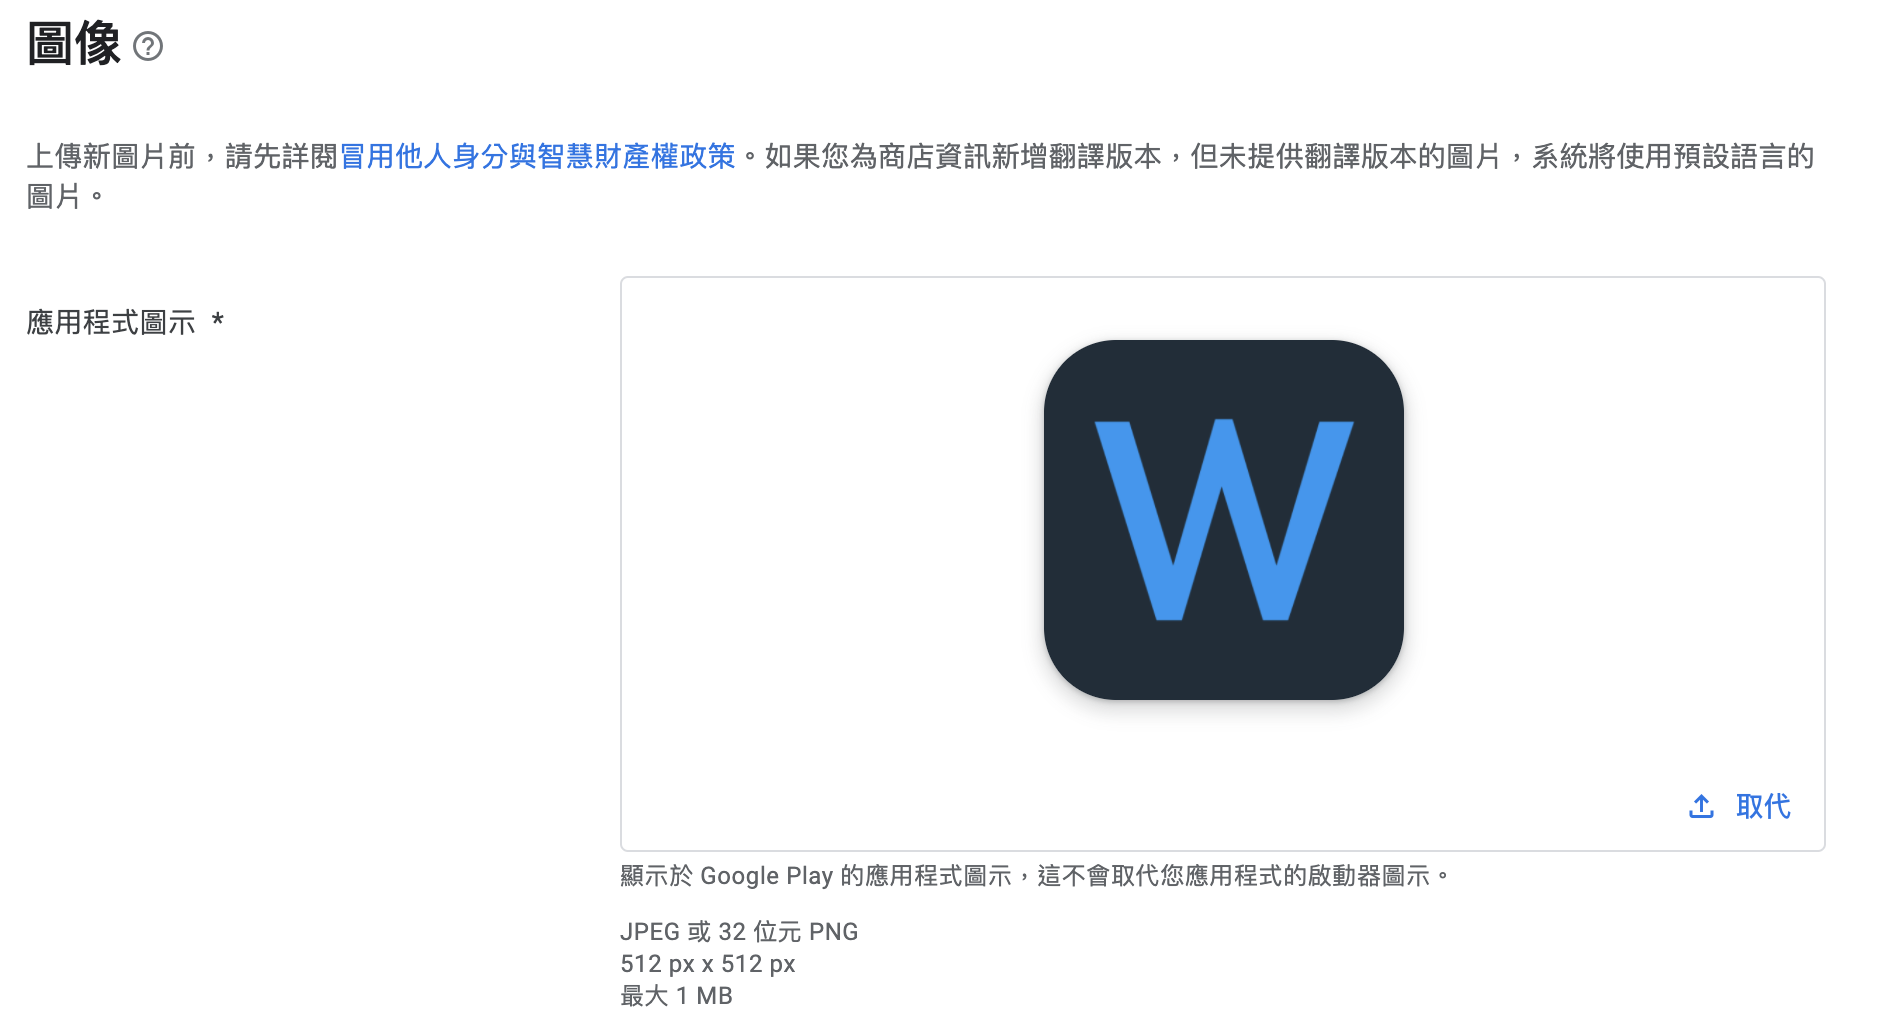 圖像
上傳新圖片前，請先詳閱冒用他人身分與智慧財產權政策。如果您為商店資訊新增翻譯版本，但未提供翻譯版本的圖片，系統將使用預設語言的
圖片。
應用程式圖示 *
W
取代
顯示於 Google Play 的應用程式圖示，這不會取代您應用程式的啟動器圖示。
JPEG 或 32 位元 PNG
512 px x 512 px
最大 1 MB